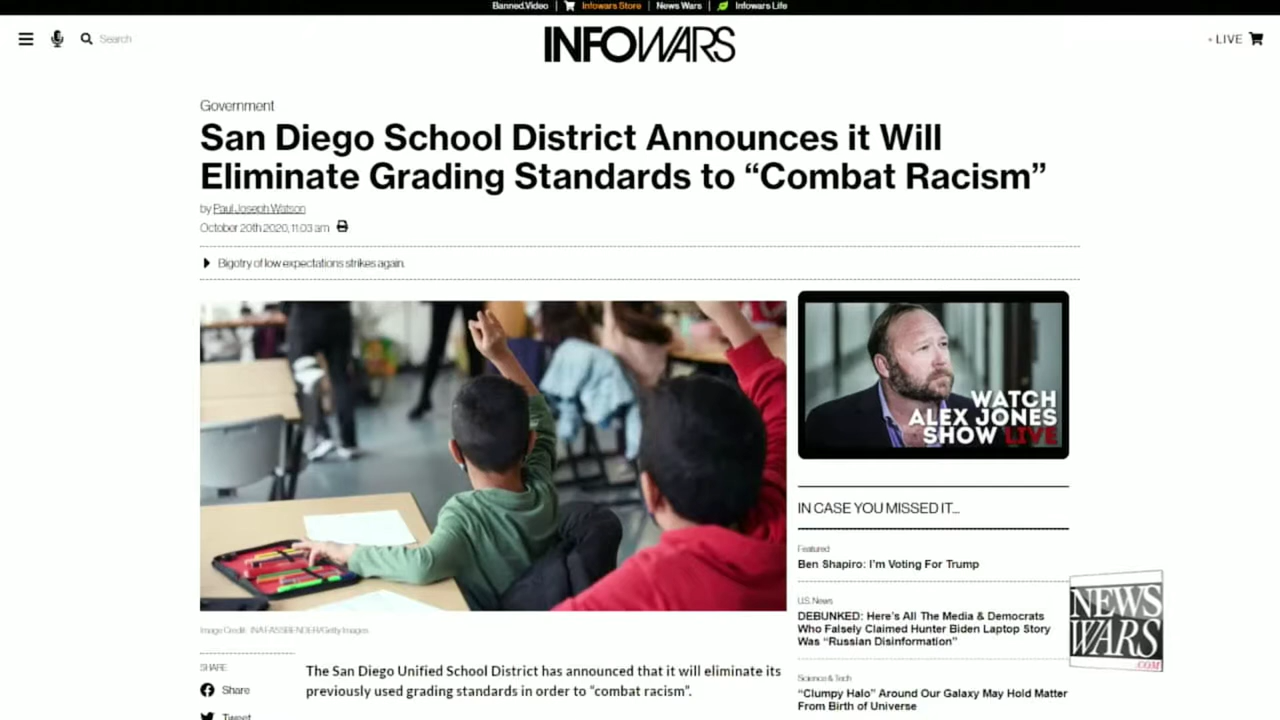 Banned.Video | Infowars Store | News Wars | Infowars Life
Search
INFOWARS
LIVE
Government
San Diego School District Announces it Will
Eliminate Grading Standards to “Combat Racism”
by Paul Joseph Watson
October 20th 2020, 11:03 am
Bigotry of low expectations strikes again.
WATCH
ALEX JONES
SHOW LIVE
IN CASE YOU MISSED IT...
Featured
Ben Shapiro: I'm Voting For Trump
U.S. News
DEBUNKED: Here's All The Media & Democrats
Who Falsely Claimed Hunter Biden Laptop Story
Was “Russian Disinformation”
Science & Tech
“Clumpy Halo” Around Our Galaxy May Hold Matter
From Birth of Universe
NEWS
WARS
.COM
Image Credit: INA FASSBENDER/Getty Images
SHARE
Share
Tweet
The San Diego Unified School District has announced that it will eliminate its
previously used grading standards in order to “combat racism”.